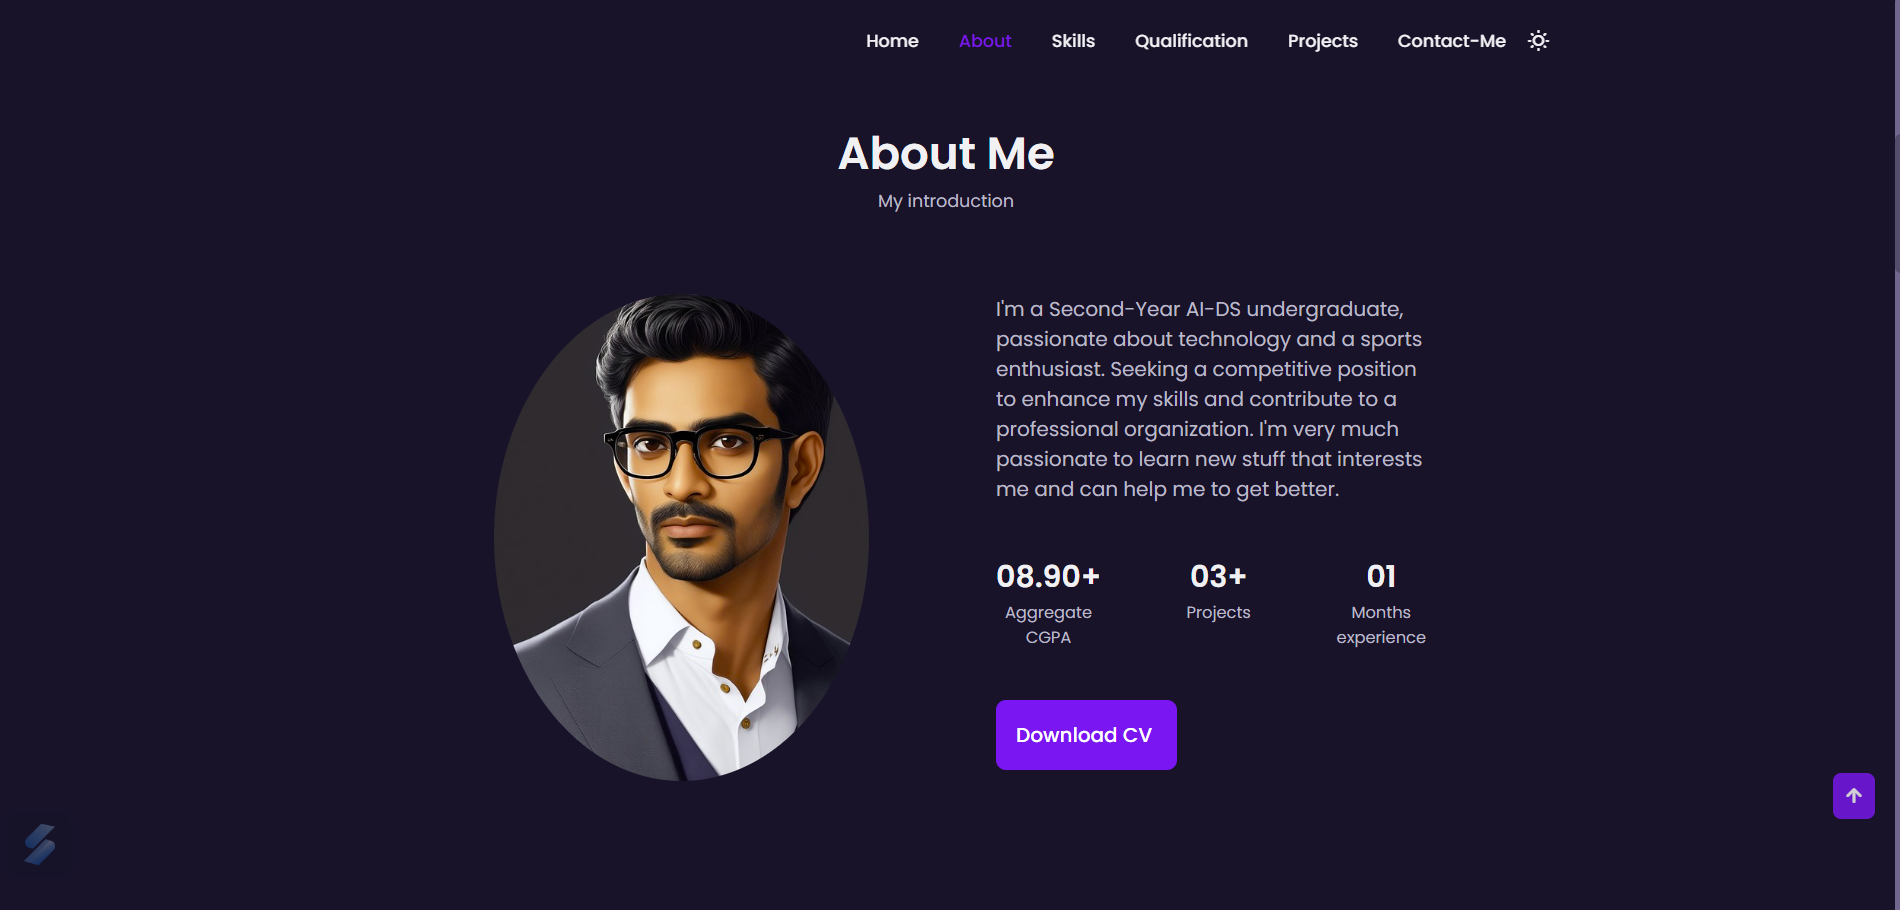 Home About Skills Qualification Projects Contact-Me
About Me
My introduction
I'm a Second-Year AI-DS undergraduate,
passionate about technology and a sports
enthusiast. Seeking a competitive position
to enhance my skills and contribute to a
professional organization. I'm very much
passionate to learn new stuff that interests
me and can help me to get better.
08.90+
Aggregate
CGPA
03+
Projects
01
Months
experience
Download CV